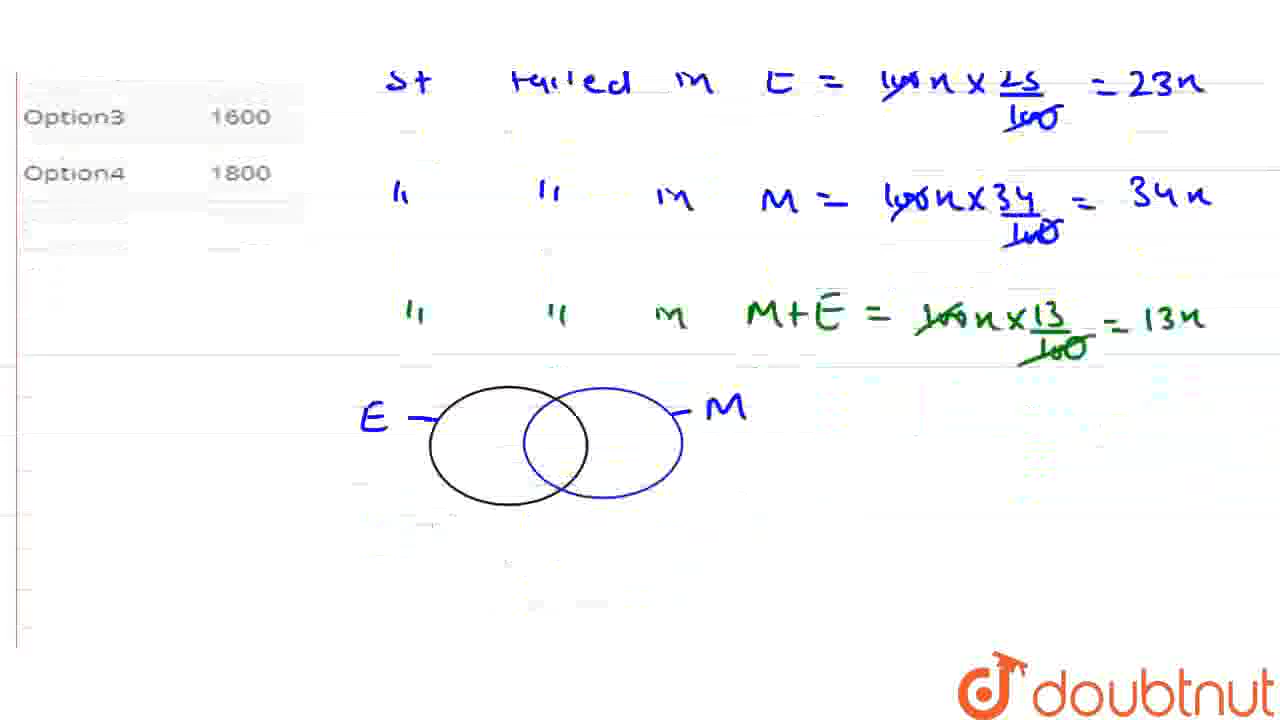 st failed in E = 100x × 23/100 = 23x
Option3 1600
Option4 1800
" " in M = 100x × 34/100 = 34x
" " in M+E = 100x × 13/100 = 13x
E M
doubtnut